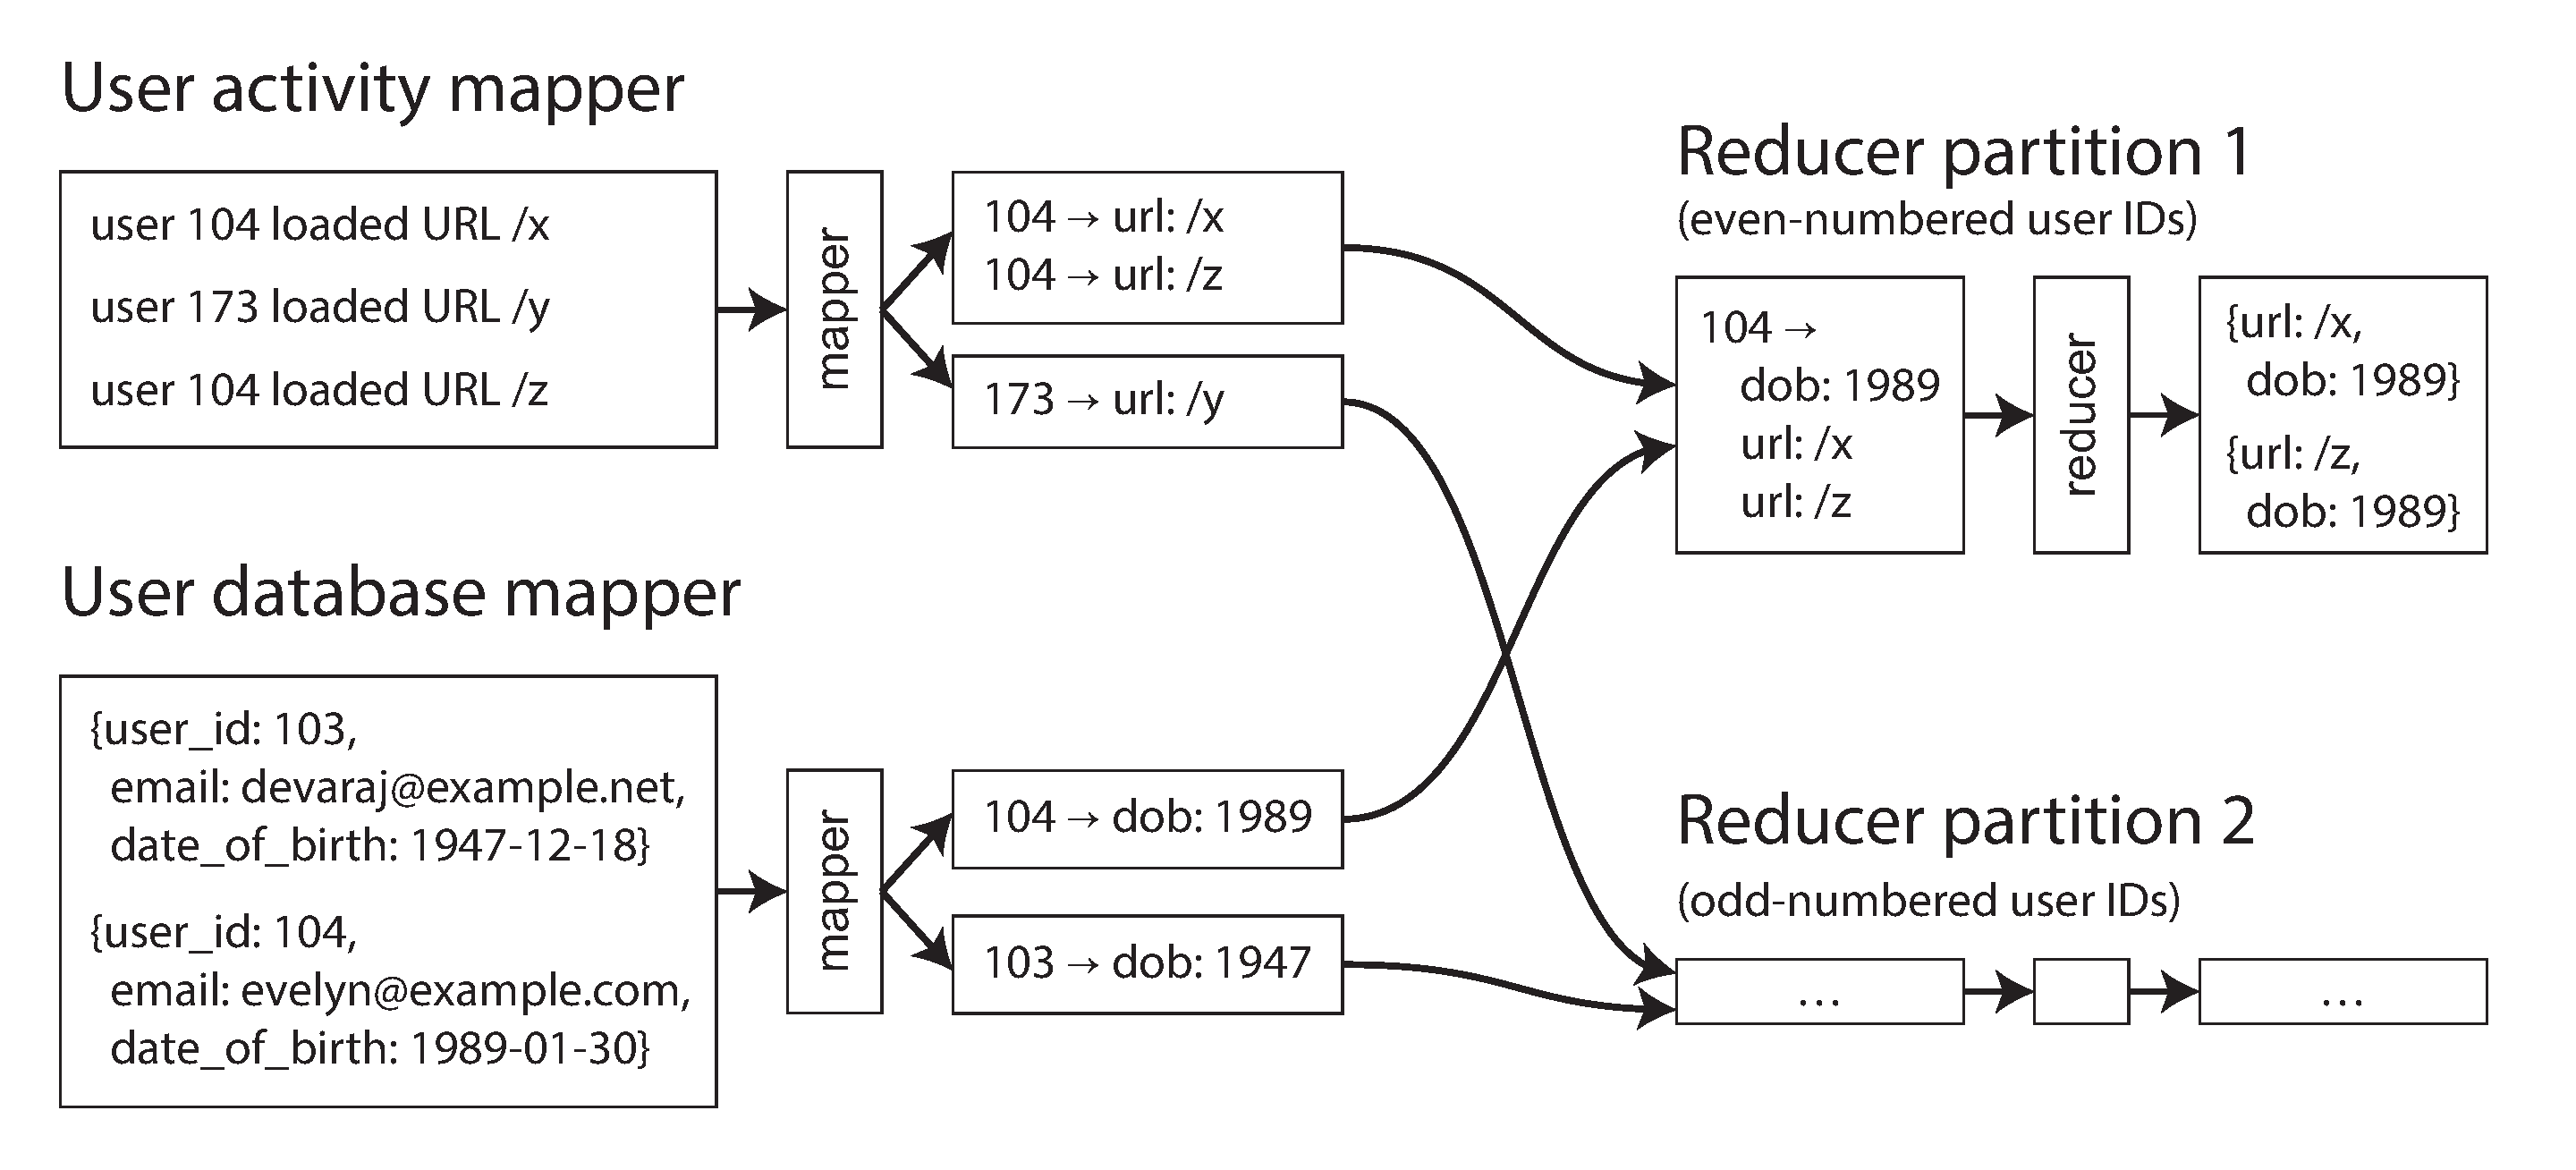 User activity mapper
user 104 loaded URL /x
user 173 loaded URL /y
user 104 loaded URL /z
mapper
104 → url: /x
104 → url: /z
173 → url: /y
User database mapper
{user_id: 103,
email: devaraj@example.net,
date_of_birth: 1947-12-18}
{user_id: 104,
email: evelyn@example.com,
date_of_birth: 1989-01-30}
mapper
104 → dob: 1989
103 → dob: 1947
Reducer partition 1
(even-numbered user IDs)
104 →
dob: 1989
url: /x
url: /z
reducer
{url: /x,
dob: 1989}
{url: /z,
dob: 1989}
Reducer partition 2
(odd-numbered user IDs)
...
...